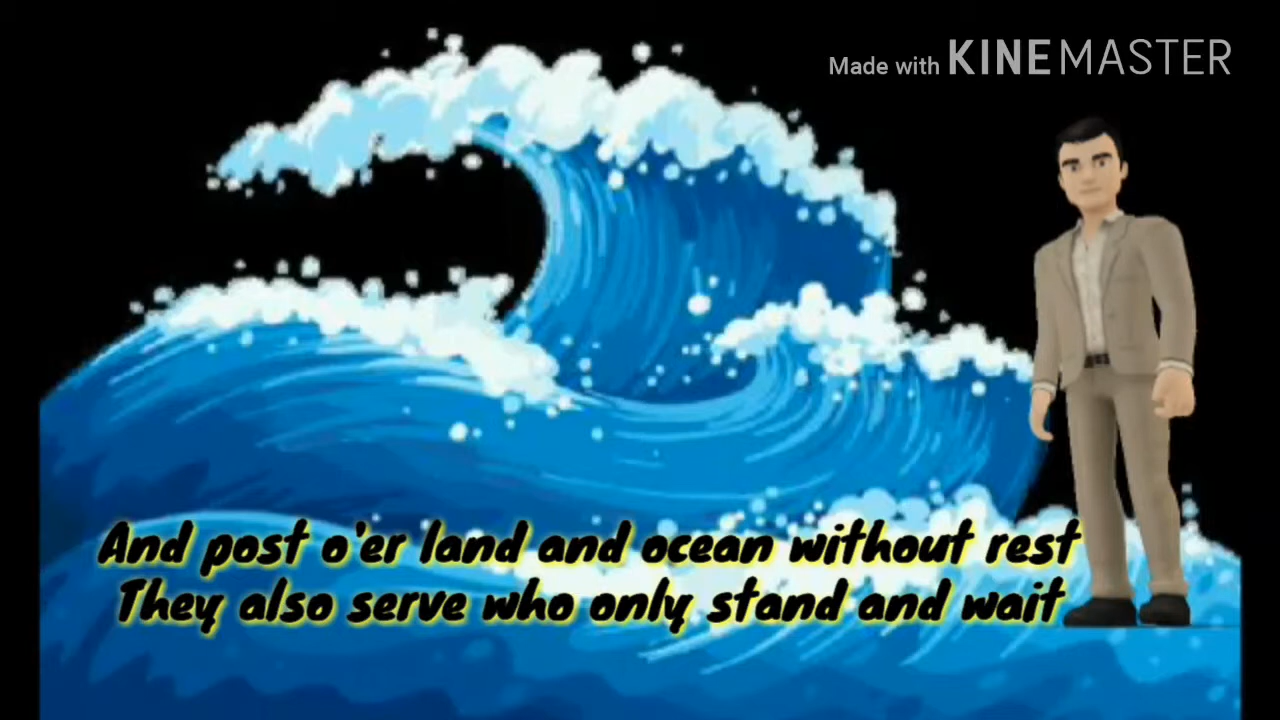 Made with KINEMASTER
And post o'er land and ocean without rest
They also serve who only stand and wait